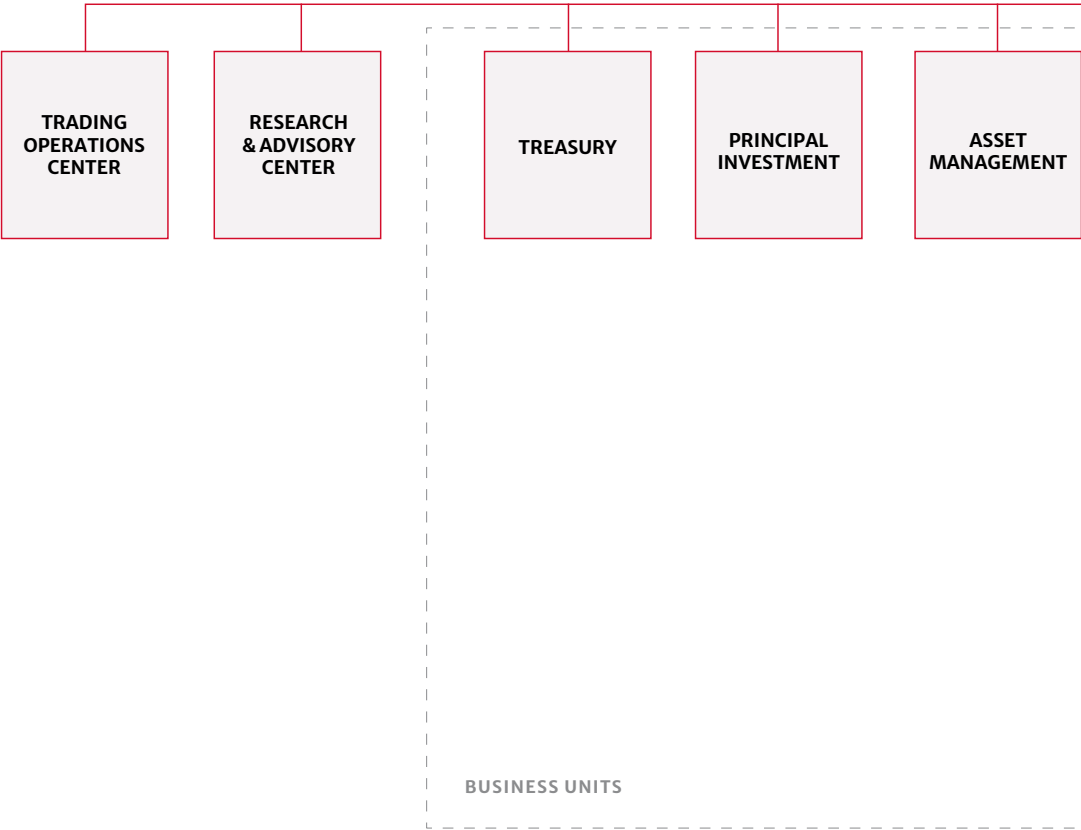 TRADING
OPERATIONS
CENTER
RESEARCH
& ADVISORY
CENTER
TREASURY
PRINCIPAL
INVESTMENT
ASSET
MANAGEMENT
BUSINESS UNITS